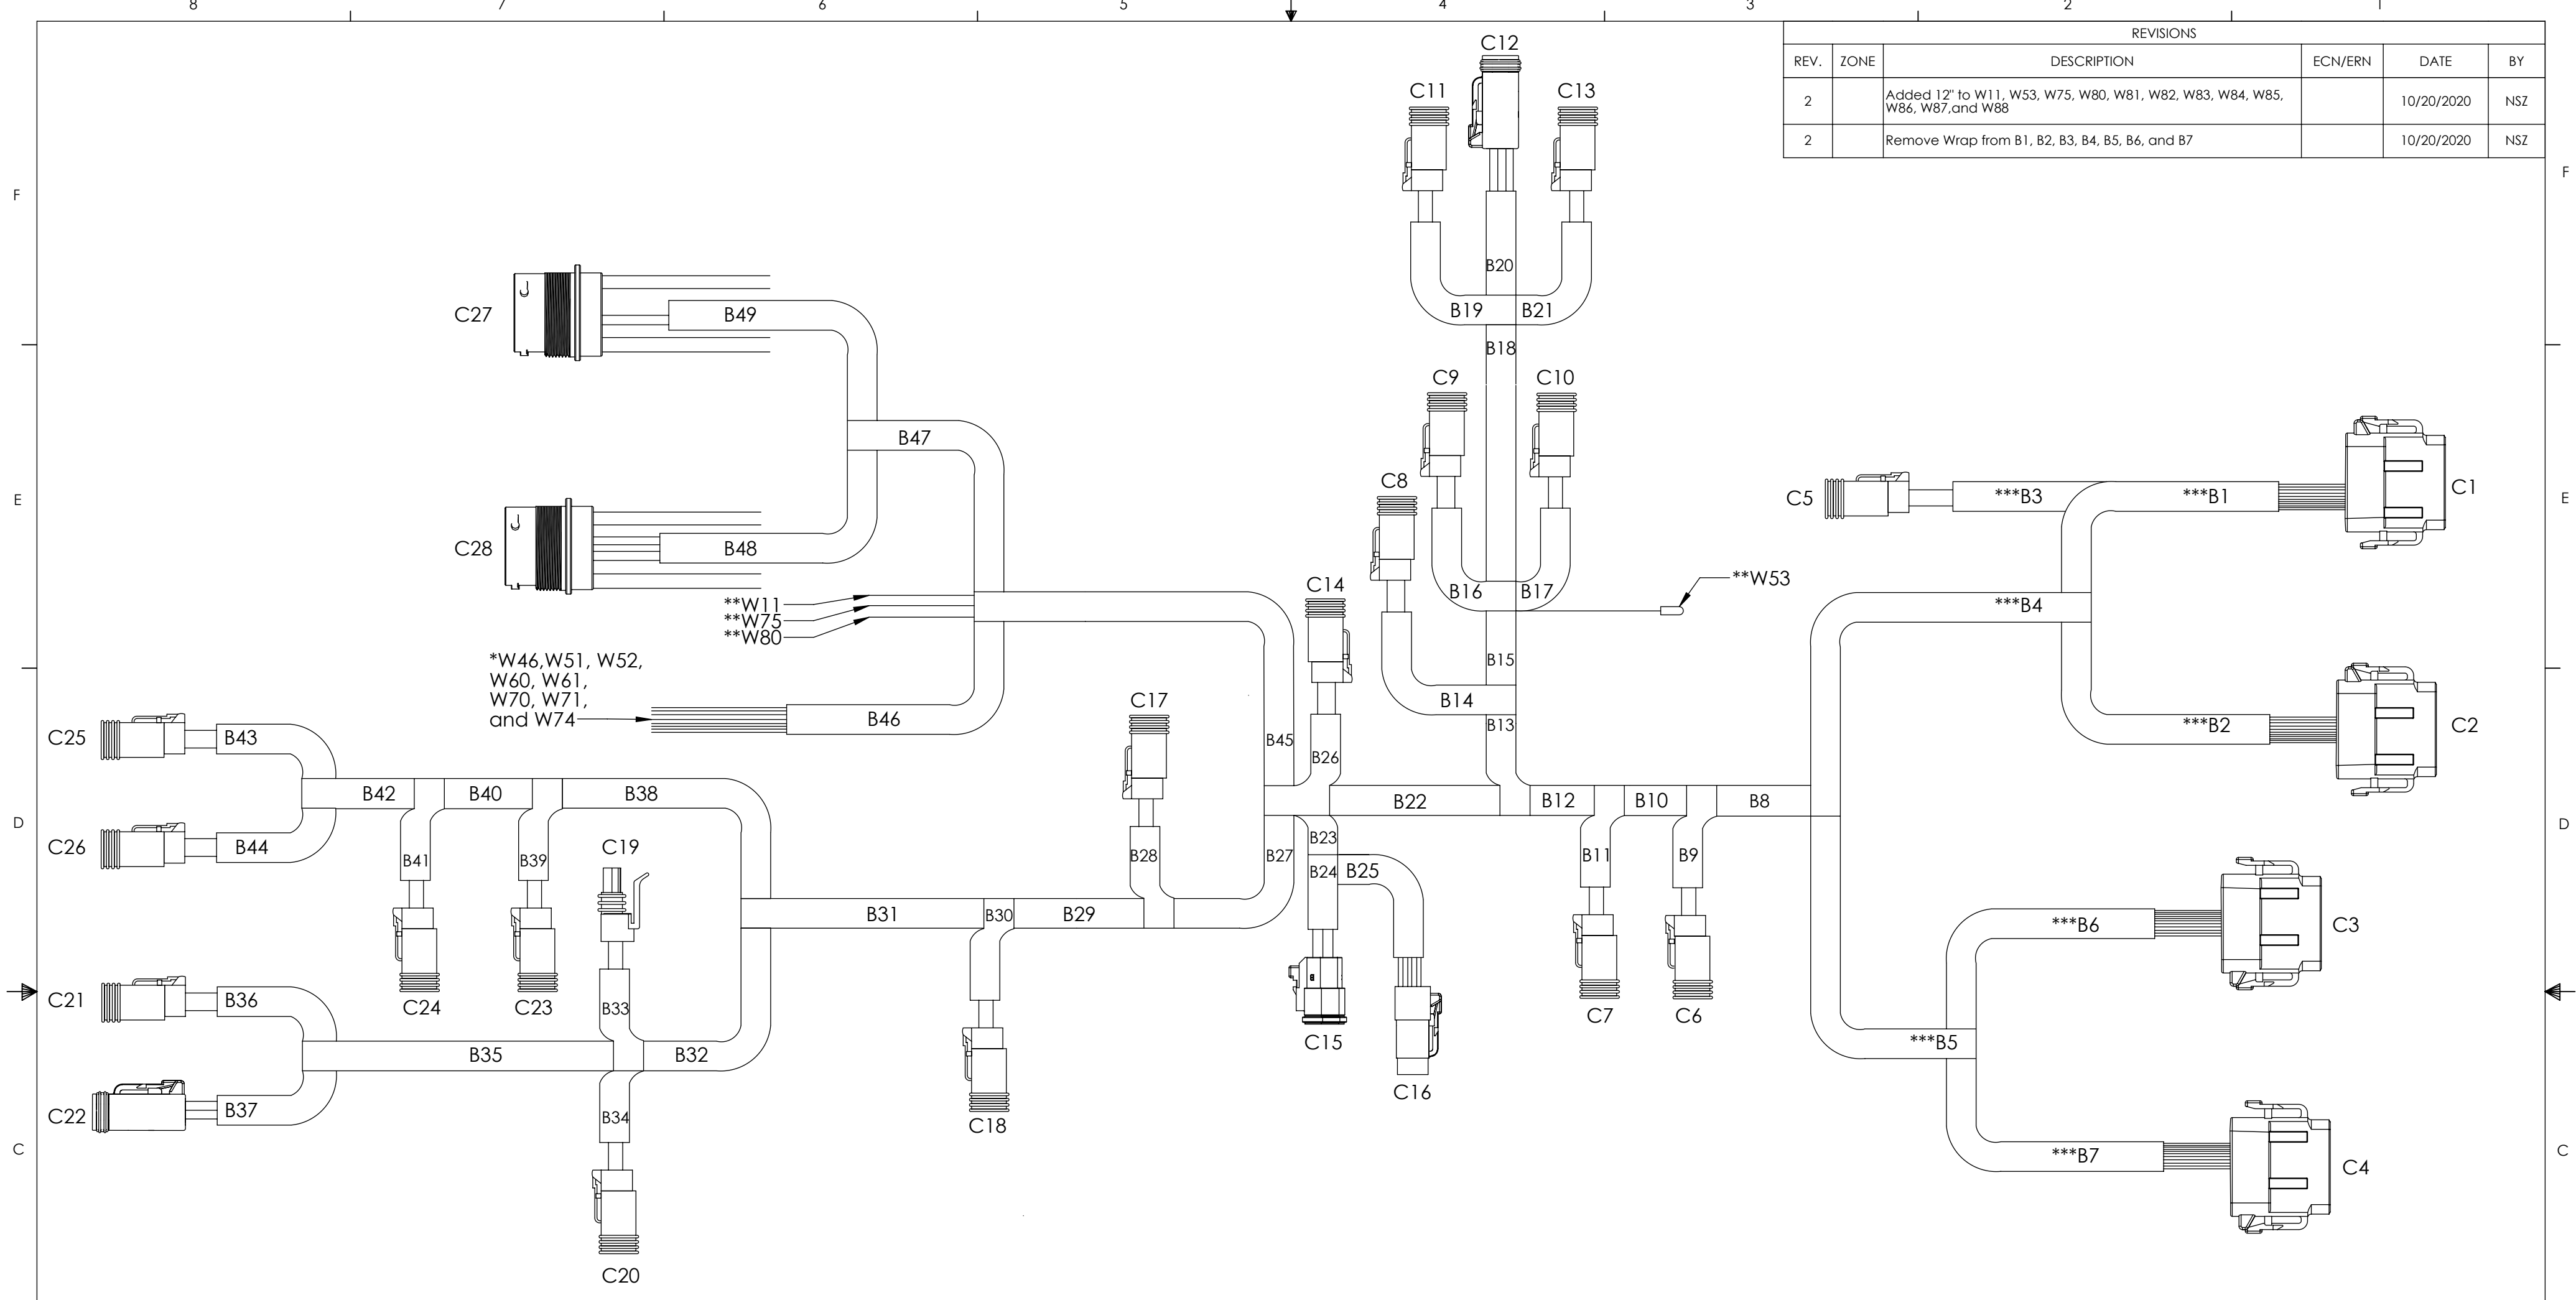 8 7 6 5 4 3 2 1
REVISIONS
REV. ZONE DESCRIPTION ECN/ERN DATE BY
2 Added 12" to W11, W53, W75, W80, W81, W82, W83, W84, W85,
W86, W87,and W88 10/20/2020 NSZ
2 Remove Wrap from B1, B2, B3, B4, B5, B6, and B7 10/20/2020 NSZ
C12
C11 C13
F F
B20
C27 B49 B19 B21
B18
C9 C10
B47
C8
E C5 ***B3 ***B1 C1 E
C28 B48
C14 **W53
B16 B17
**W11
**W75
**W80
***B4
*W46,W51, W52,
W60, W61,
W70, W71,
and W74
B15
C17 B14
B46 B13 ***B2 C2
C25 B43 B45 B26
B42 B40 B38 B22 B12 B10 B8
D D
C26 B44 B41 B39 C19 B28 B27 B23 B11 B9
B24 B25
B31 B30 B29
***B6 C3
C21 B36 C24 C23 B33 C7 C6
C15
B35 B32 ***B5
C16
C22 B37 B34 C18
C C
***B7 C4
C20